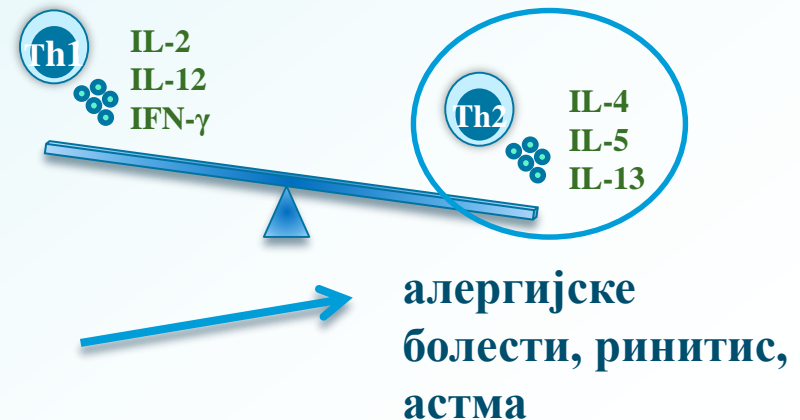 Th1
IL-2
IL-12
IFN-γ
Th2
IL-4
IL-5
IL-13
алергијске
болести, ринитис,
астма